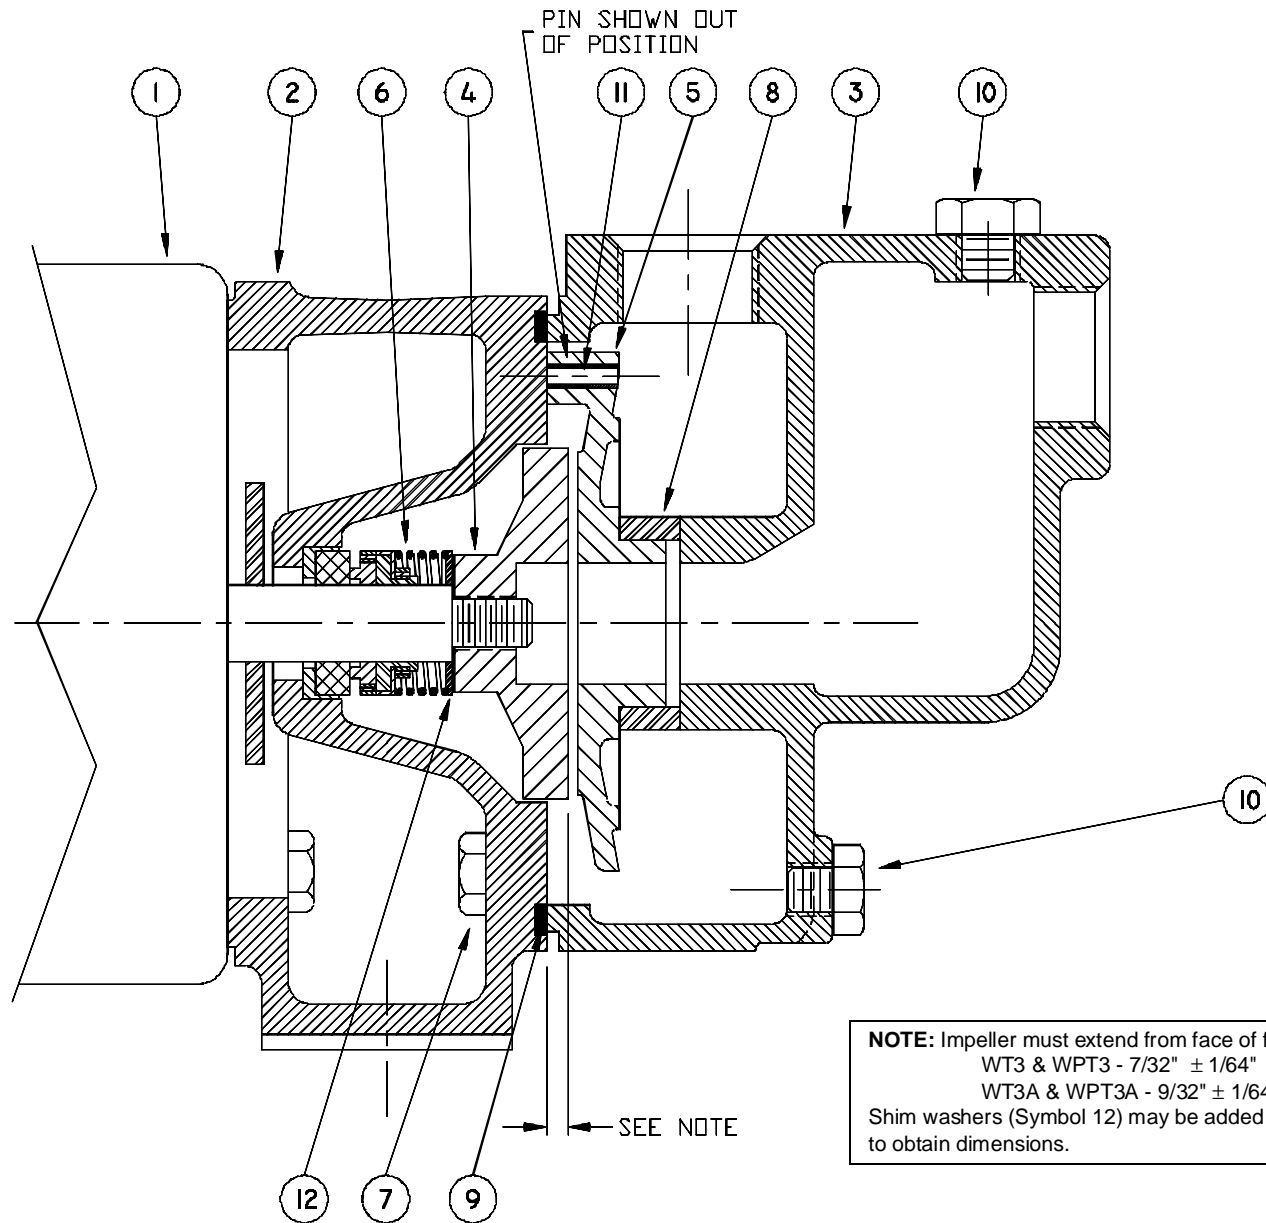 PIN SHOWN OUT
OF POSITION
1 2 6 4 11 5 8 3 10
10
NOTE: Impeller must extend from face of
WT3 & WPT3 - 7/32" ± 1/64"
WT3A & WPT3A - 9/32" ± 1/64
Shim washers (Symbol 12) may be added
to obtain dimensions.
SEE NOTE
12 7 9